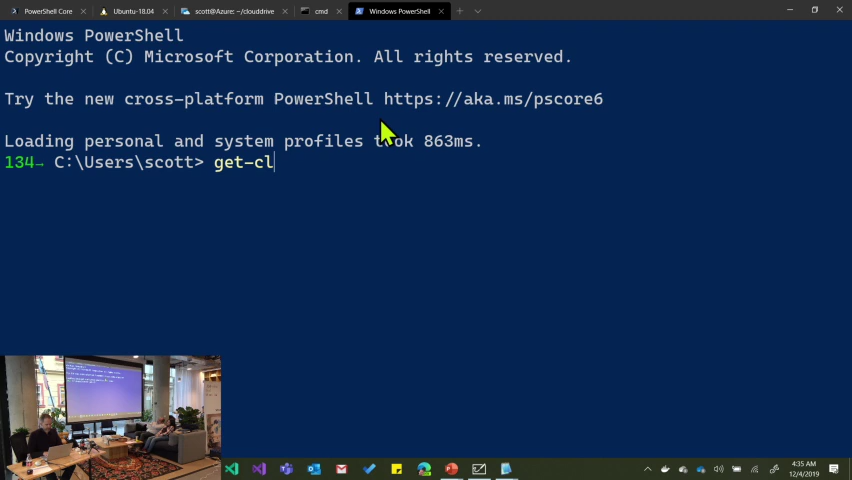 PowerShell Core
Ubuntu-18.04
scott@Azure: ~/clouddrive
cmd
Windows PowerShell
Windows PowerShell
Copyright (C) Microsoft Corporation. All rights reserved.
Try the new cross-platform PowerShell https://aka.ms/pscore6
Loading personal and system profiles took 863ms.
134→ C:\Users\scott> get-cl
4:35 AM
12/4/2019